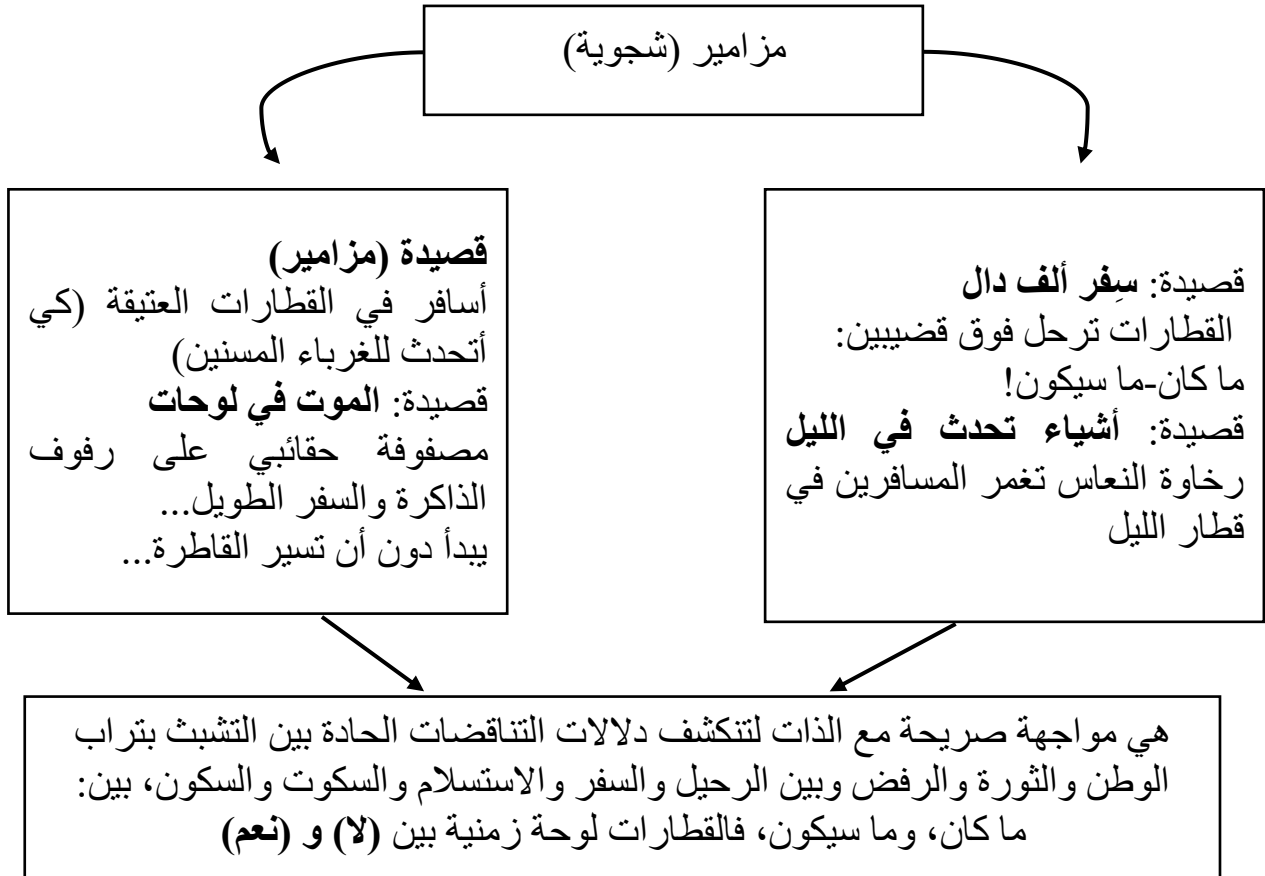 مزامير (شجوية)
قصيدة: سِفر ألف دال
القطارات ترحل فوق قضيبين:
ما كان-ما سيكون!
قصيدة: أشياء تحدث في الليل
رخاوة النعاس تغمر المسافرين في
قطار الليل
قصيدة (مزامير)
أسافر في القطارات العتيقة (كي
أتحدث للغرباء المسنين)
قصيدة: الموت في لوحات
مصفوفة حقائبي على رفوف
الذاكرة والسفر الطويل...
يبدأ دون أن تسير القاطرة...
هي مواجهة صريحة مع الذات لتنكشف دلالات التناقضات الحادة بين التشبث بتراب
الوطن والثورة والرفض وبين الرحيل والسفر والاستسلام والسكوت والسكون، بين:
ما كان، وما سيكون، فالقطارات لوحة زمنية بين (لا) و (نعم)